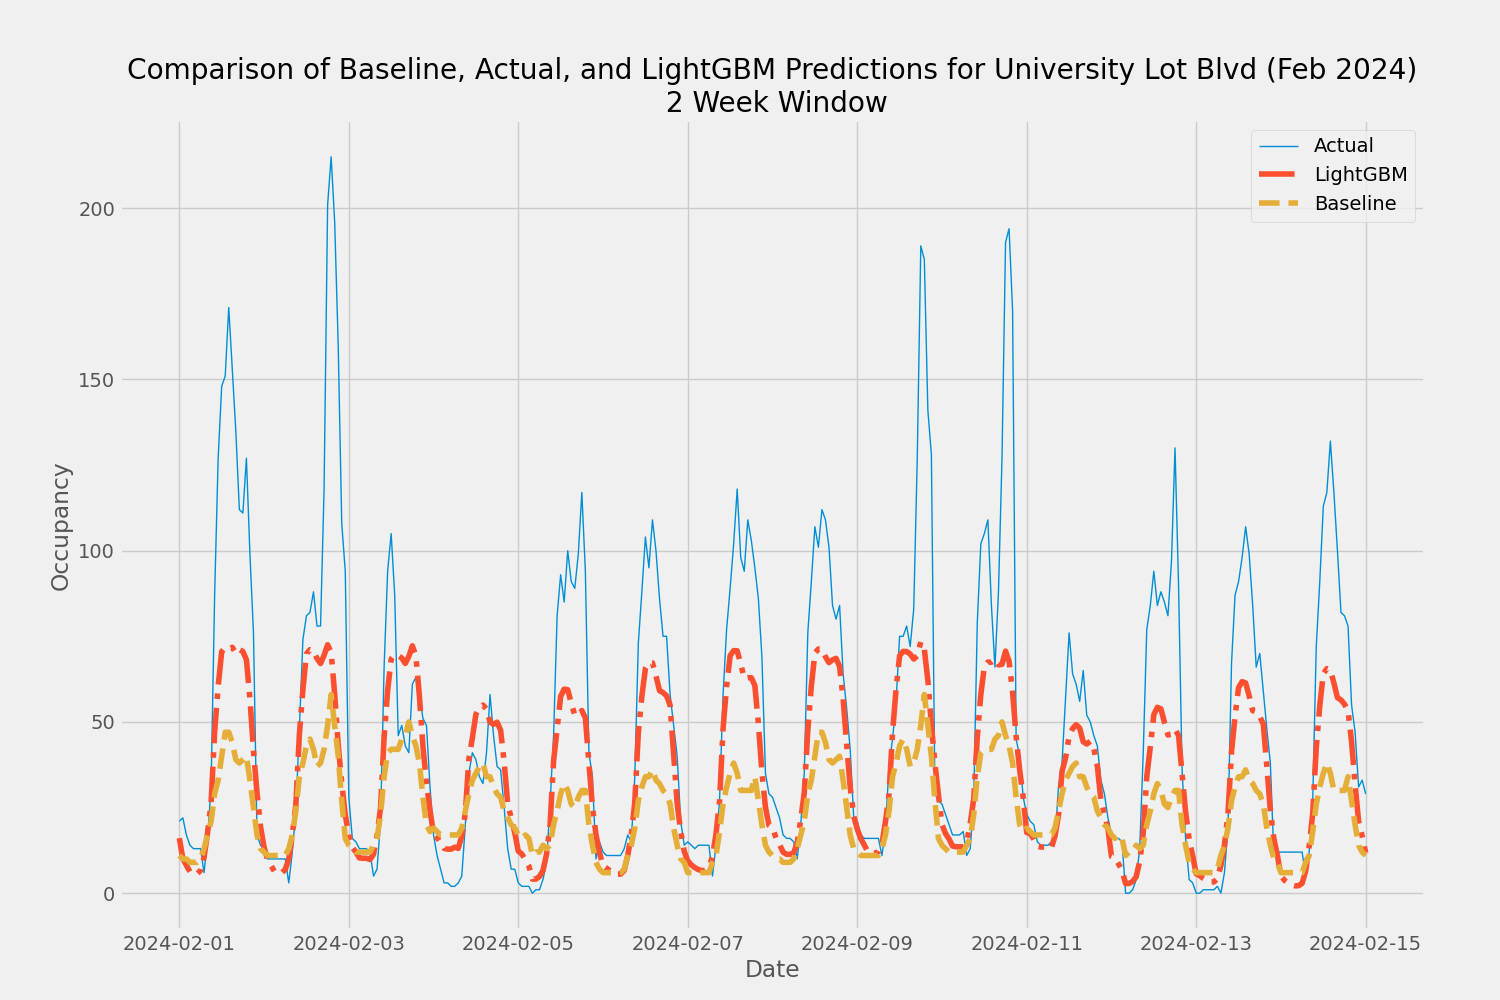 Comparison of Baseline, Actual, and LightGBM Predictions for University Lot Blvd (Feb 2024)
2 Week Window
Actual
LightGBM
Baseline
200
150
100
50
0
Occupancy
2024-02-01 2024-02-03 2024-02-05 2024-02-07 2024-02-09 2024-02-11 2024-02-13 2024-02-15
Date